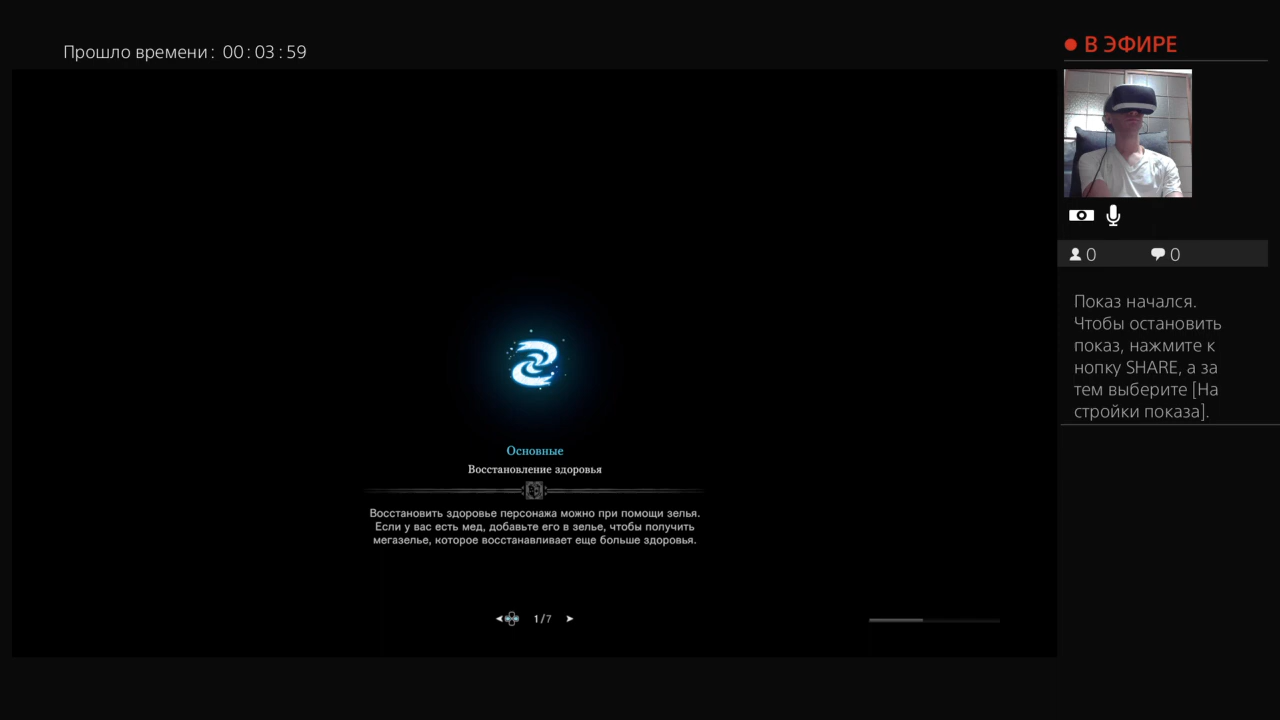 Прошло времени: 00:03:59
В ЭФИРЕ
0 0
Показ начался.
Чтобы остановить
показ, нажмите к
нопку SHARE, а за
тем выберите [На
стройки показа].
Основные
Восстановление здоровья
Восстановить здоровье персонажа можно при помощи зелья.
Если у вас есть мед, добавьте его в зелье, чтобы получить
мегазелье, которое восстанавливает еще больше здоровья.
1/7